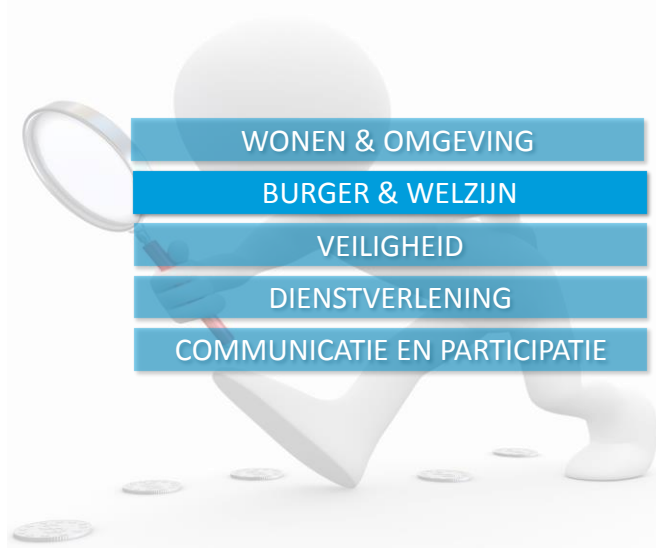 WONEN & OMGEVING
BURGER & WELZIJN
VEILIGHEID
DIENSTVERLENING
COMMUNICATIE EN PARTICIPATIE